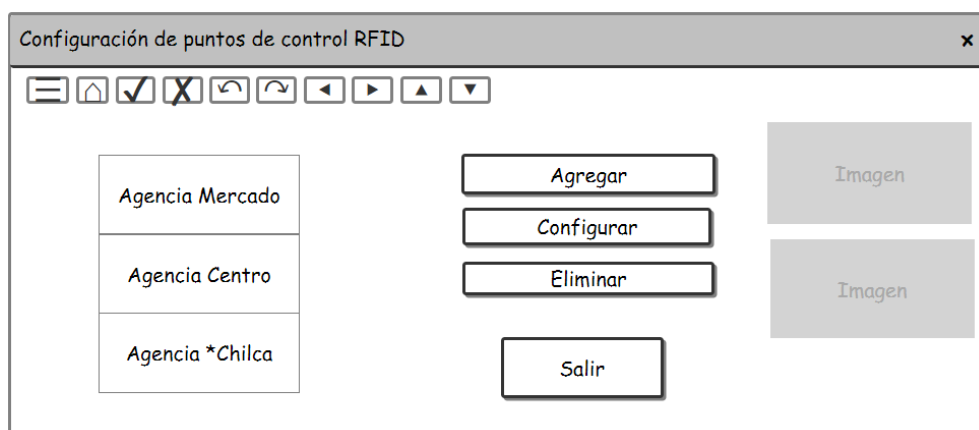 Configuración de puntos de control RFID
Agencia Mercado
Agencia Centro
Agencia *Chilca
Agregar
Configurar
Eliminar
Salir
Imagen
Imagen